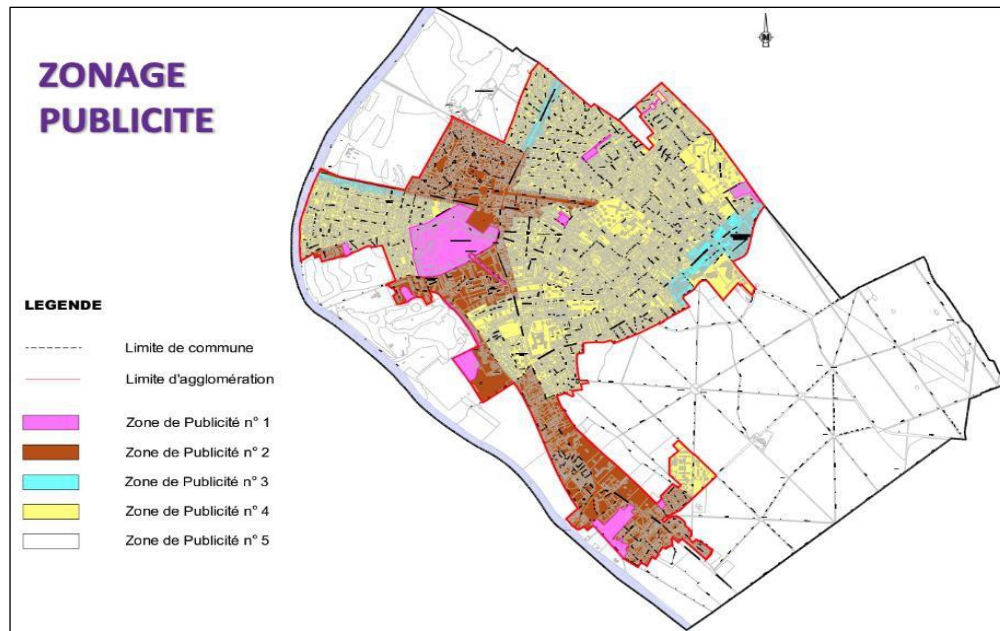 ZONAGE
PUBLICITE
N
LEGENDE
Limite de commune
Limite d'agglomération
Zone de Publicité n° 1
Zone de Publicité n° 2
Zone de Publicité n° 3
Zone de Publicité n° 4
Zone de Publicité n° 5